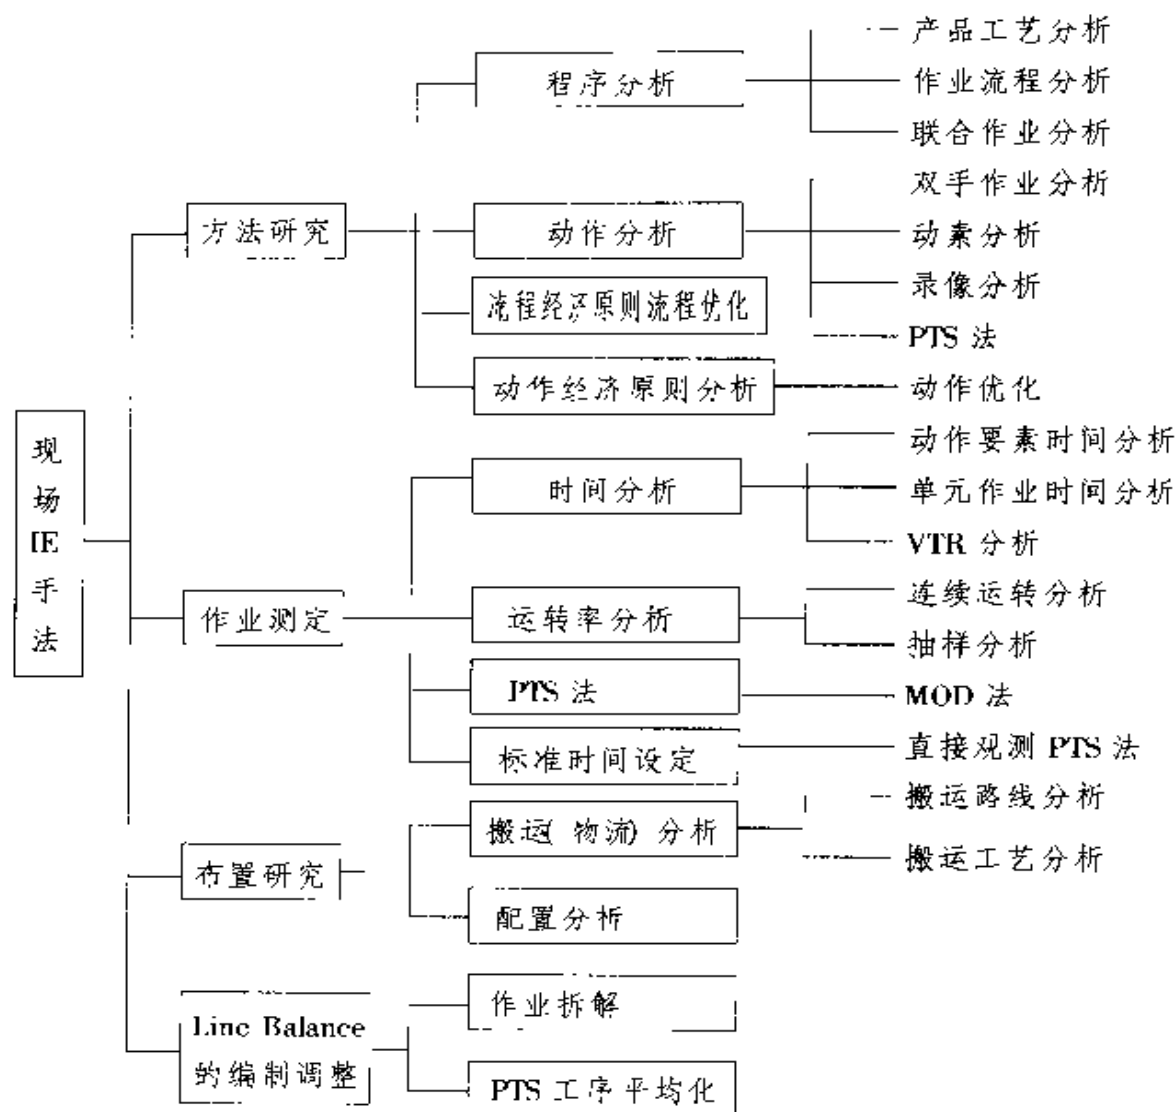 现
场
IE
手
法
方法研究
程序分析
产品工艺分析
作业流程分析
联合作业分析
动作分析
双手作业分析
动素分析
录像分析
PTS 法
流程经济原则流程优化
动作经济原则分析
动作优化
作业测定
时间分析
动作要素时间分析
单元作业时间分析
VTR 分析
运转率分析
连续运转分析
抽样分析
PTS 法
MOD 法
标准时间设定
直接观测 PTS 法
布置研究
搬运(物流)分析
搬运路线分析
搬运工艺分析
配置分析
Line Balance
的编制调整
作业拆解
PTS 工序平均化